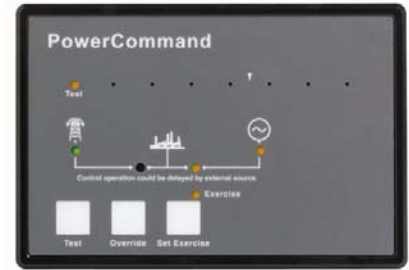 PowerCommand
Test
Control operation could be delayed by external source
Exercise
Test Override Set Exercise